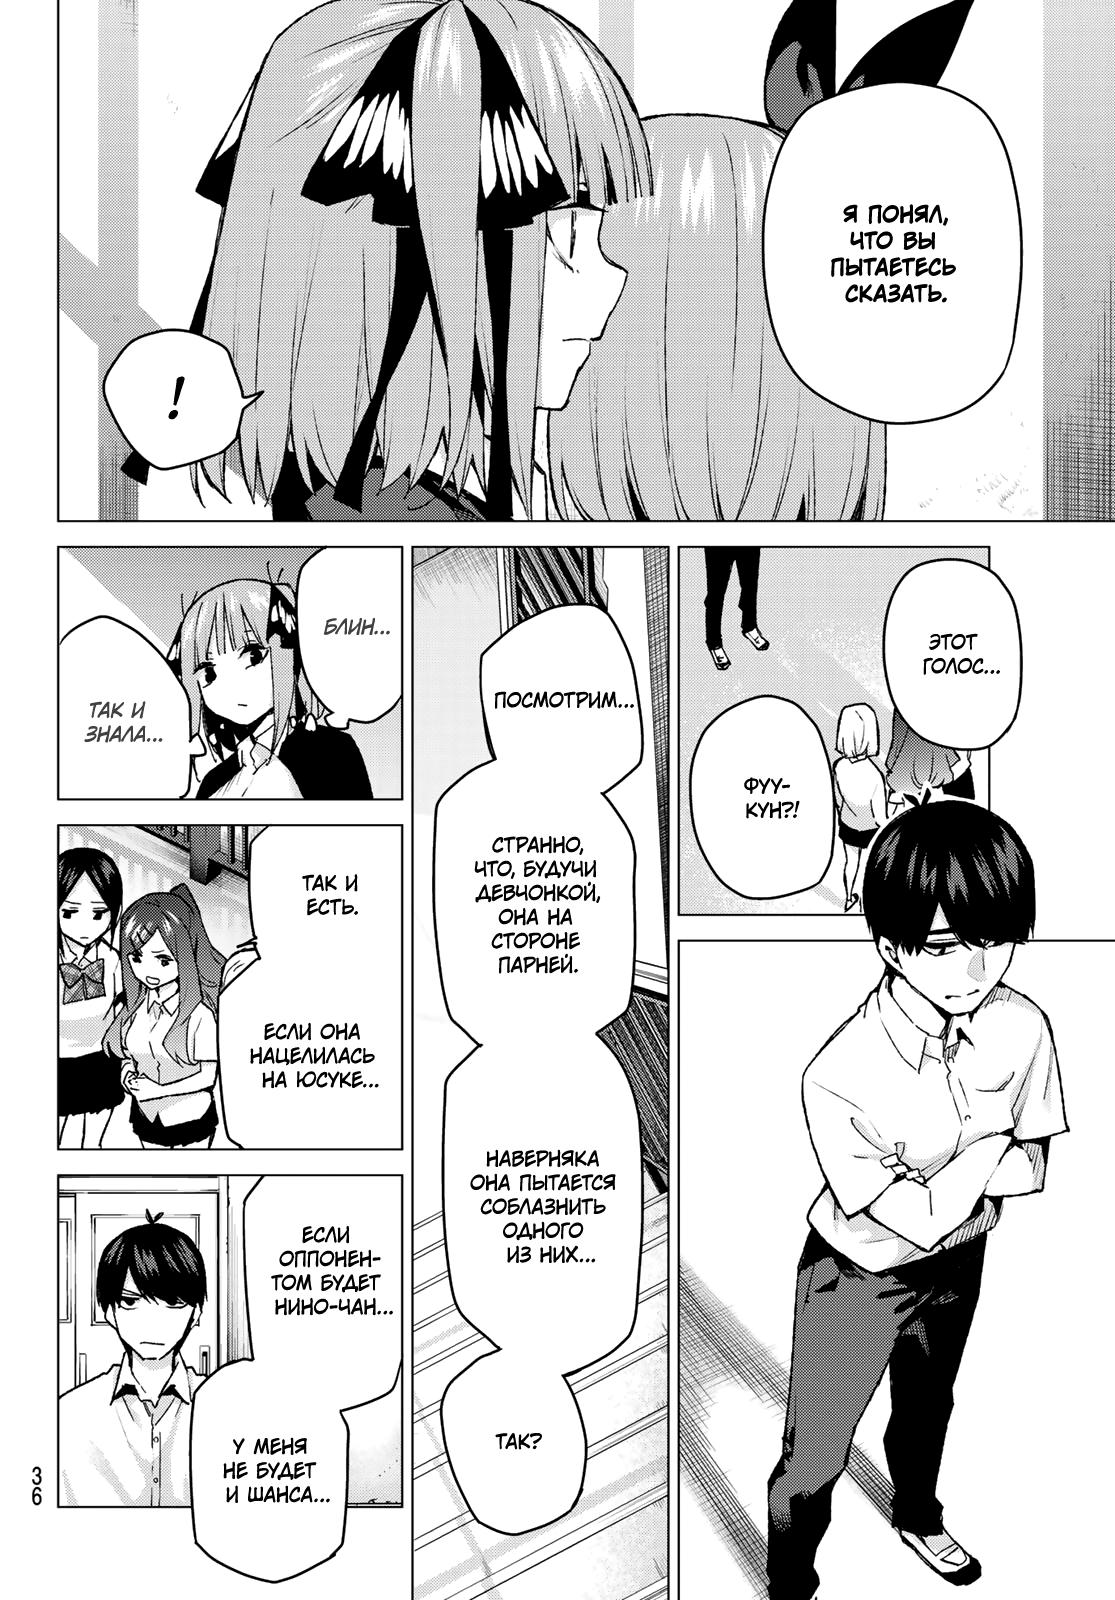 Я ПОНЯЛ,
ЧТО ВЫ
ПЫТАЕТЕСЬ
СКАЗАТЬ.
!
ЭТОТ
ГОЛОС...
ФУУ-
КУН?!
ПОСМОТРИМ...
СТРАННО,
ЧТО, БУДУЧИ
ДЕВЧОНКОЙ,
ОНА НА
СТОРОНЕ
ПАРНЕЙ.
НАВЕРНЯКА
ОНА ПЫТАЕТСЯ
СОБЛАЗНИТЬ
ОДНОГО
ИЗ НИХ...
ТАК?
БЛИН...
ТАК И
ЗНАЛА...
ТАК И
ЕСТЬ.
ЕСЛИ ОНА
НАЦЕЛИЛАСЬ
НА ЮСУКЕ...
ЕСЛИ
ОППОНЕН-
ТОМ БУДЕТ
НИНО-ЧАН...
У МЕНЯ
НЕ БУДЕТ
И ШАНСА...
36